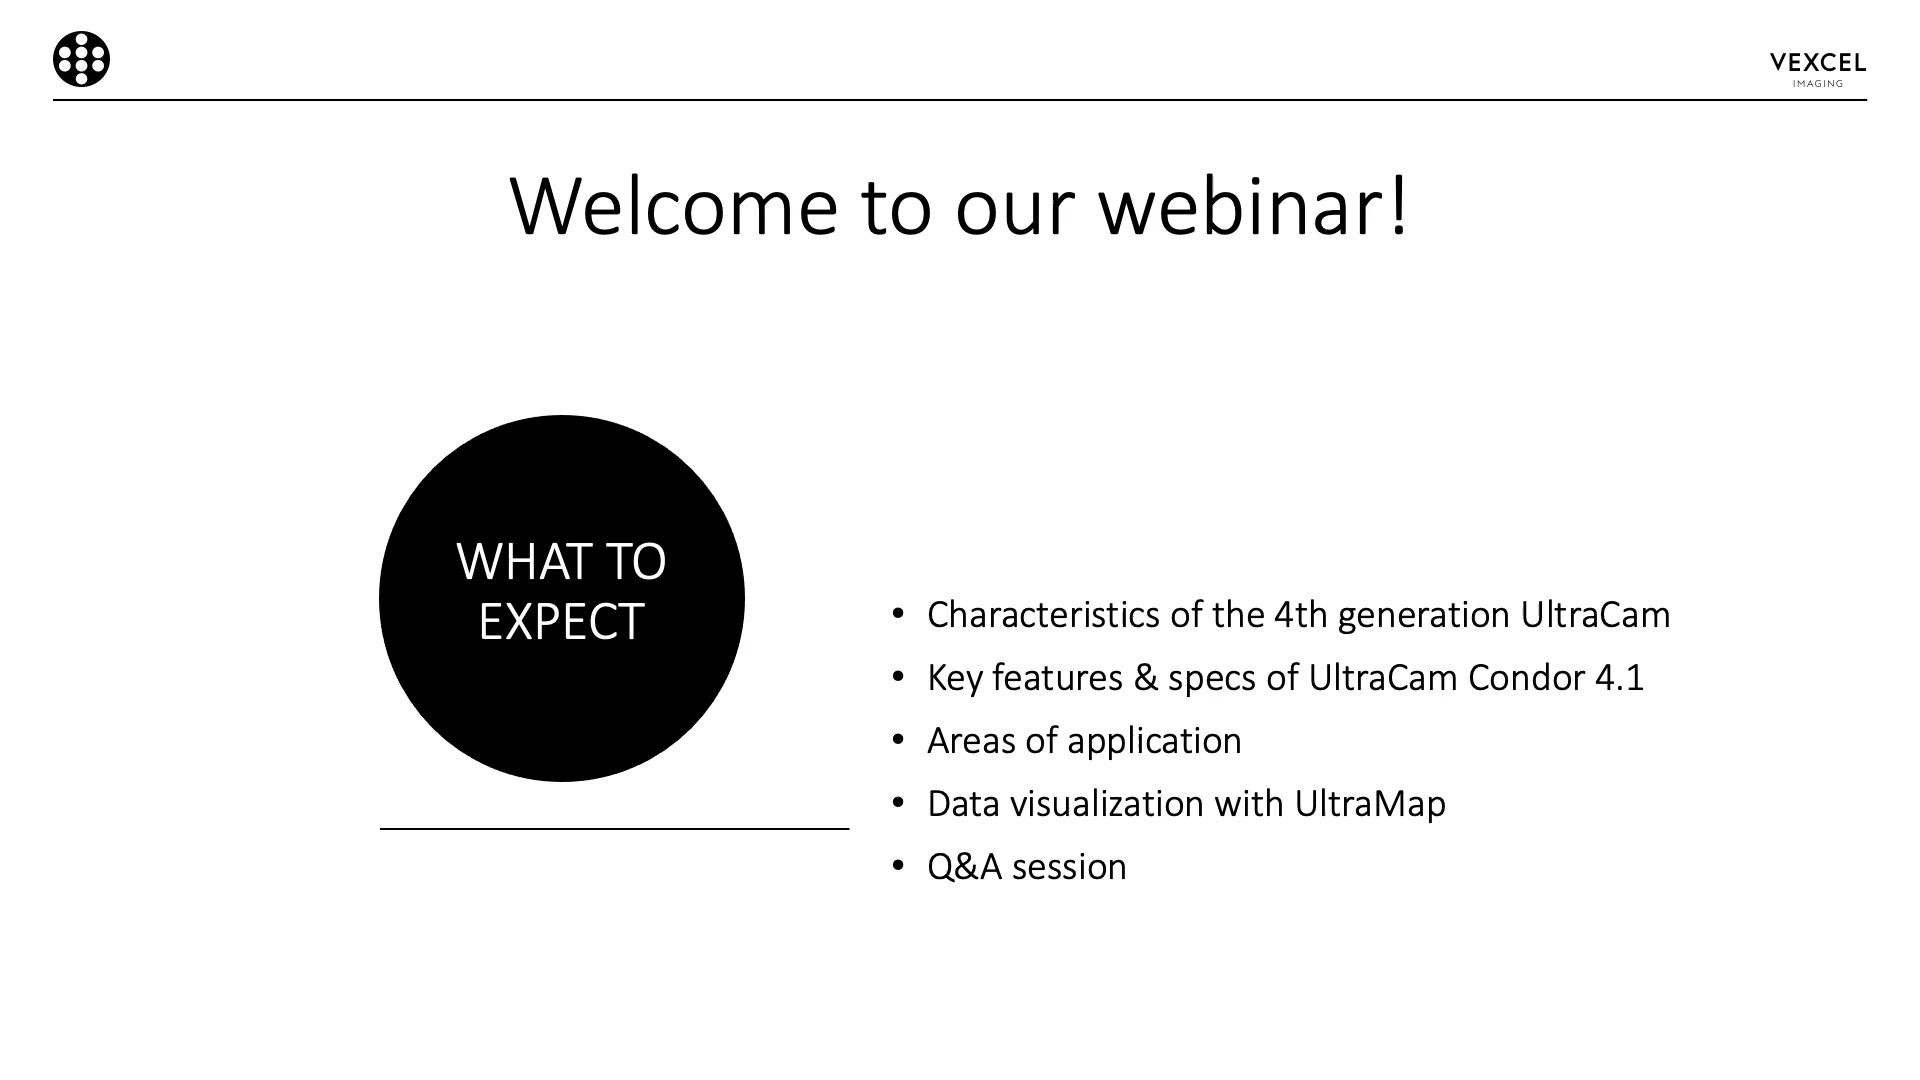 VEXCEL
IMAGING
Welcome to our webinar!
WHAT TO
EXPECT
• Characteristics of the 4th generation UltraCam
• Key features & specs of UltraCam Condor 4.1
• Areas of application
• Data visualization with UltraMap
• Q&A session